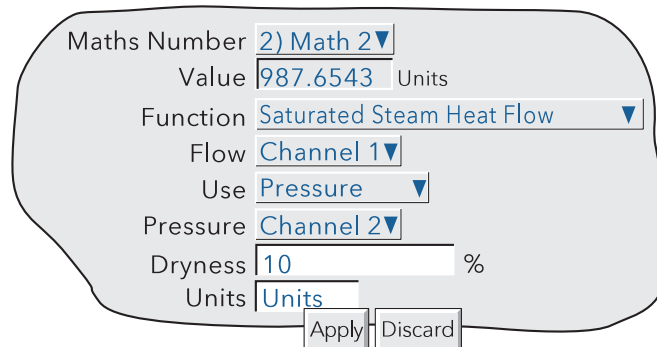 Maths Number 2) Math 2▼
Value 987.6543 Units
Function Saturated Steam Heat Flow ▼
Flow Channel 1▼
Use Pressure ▼
Pressure Channel 2▼
Dryness 10 %
Units Units
Apply Discard